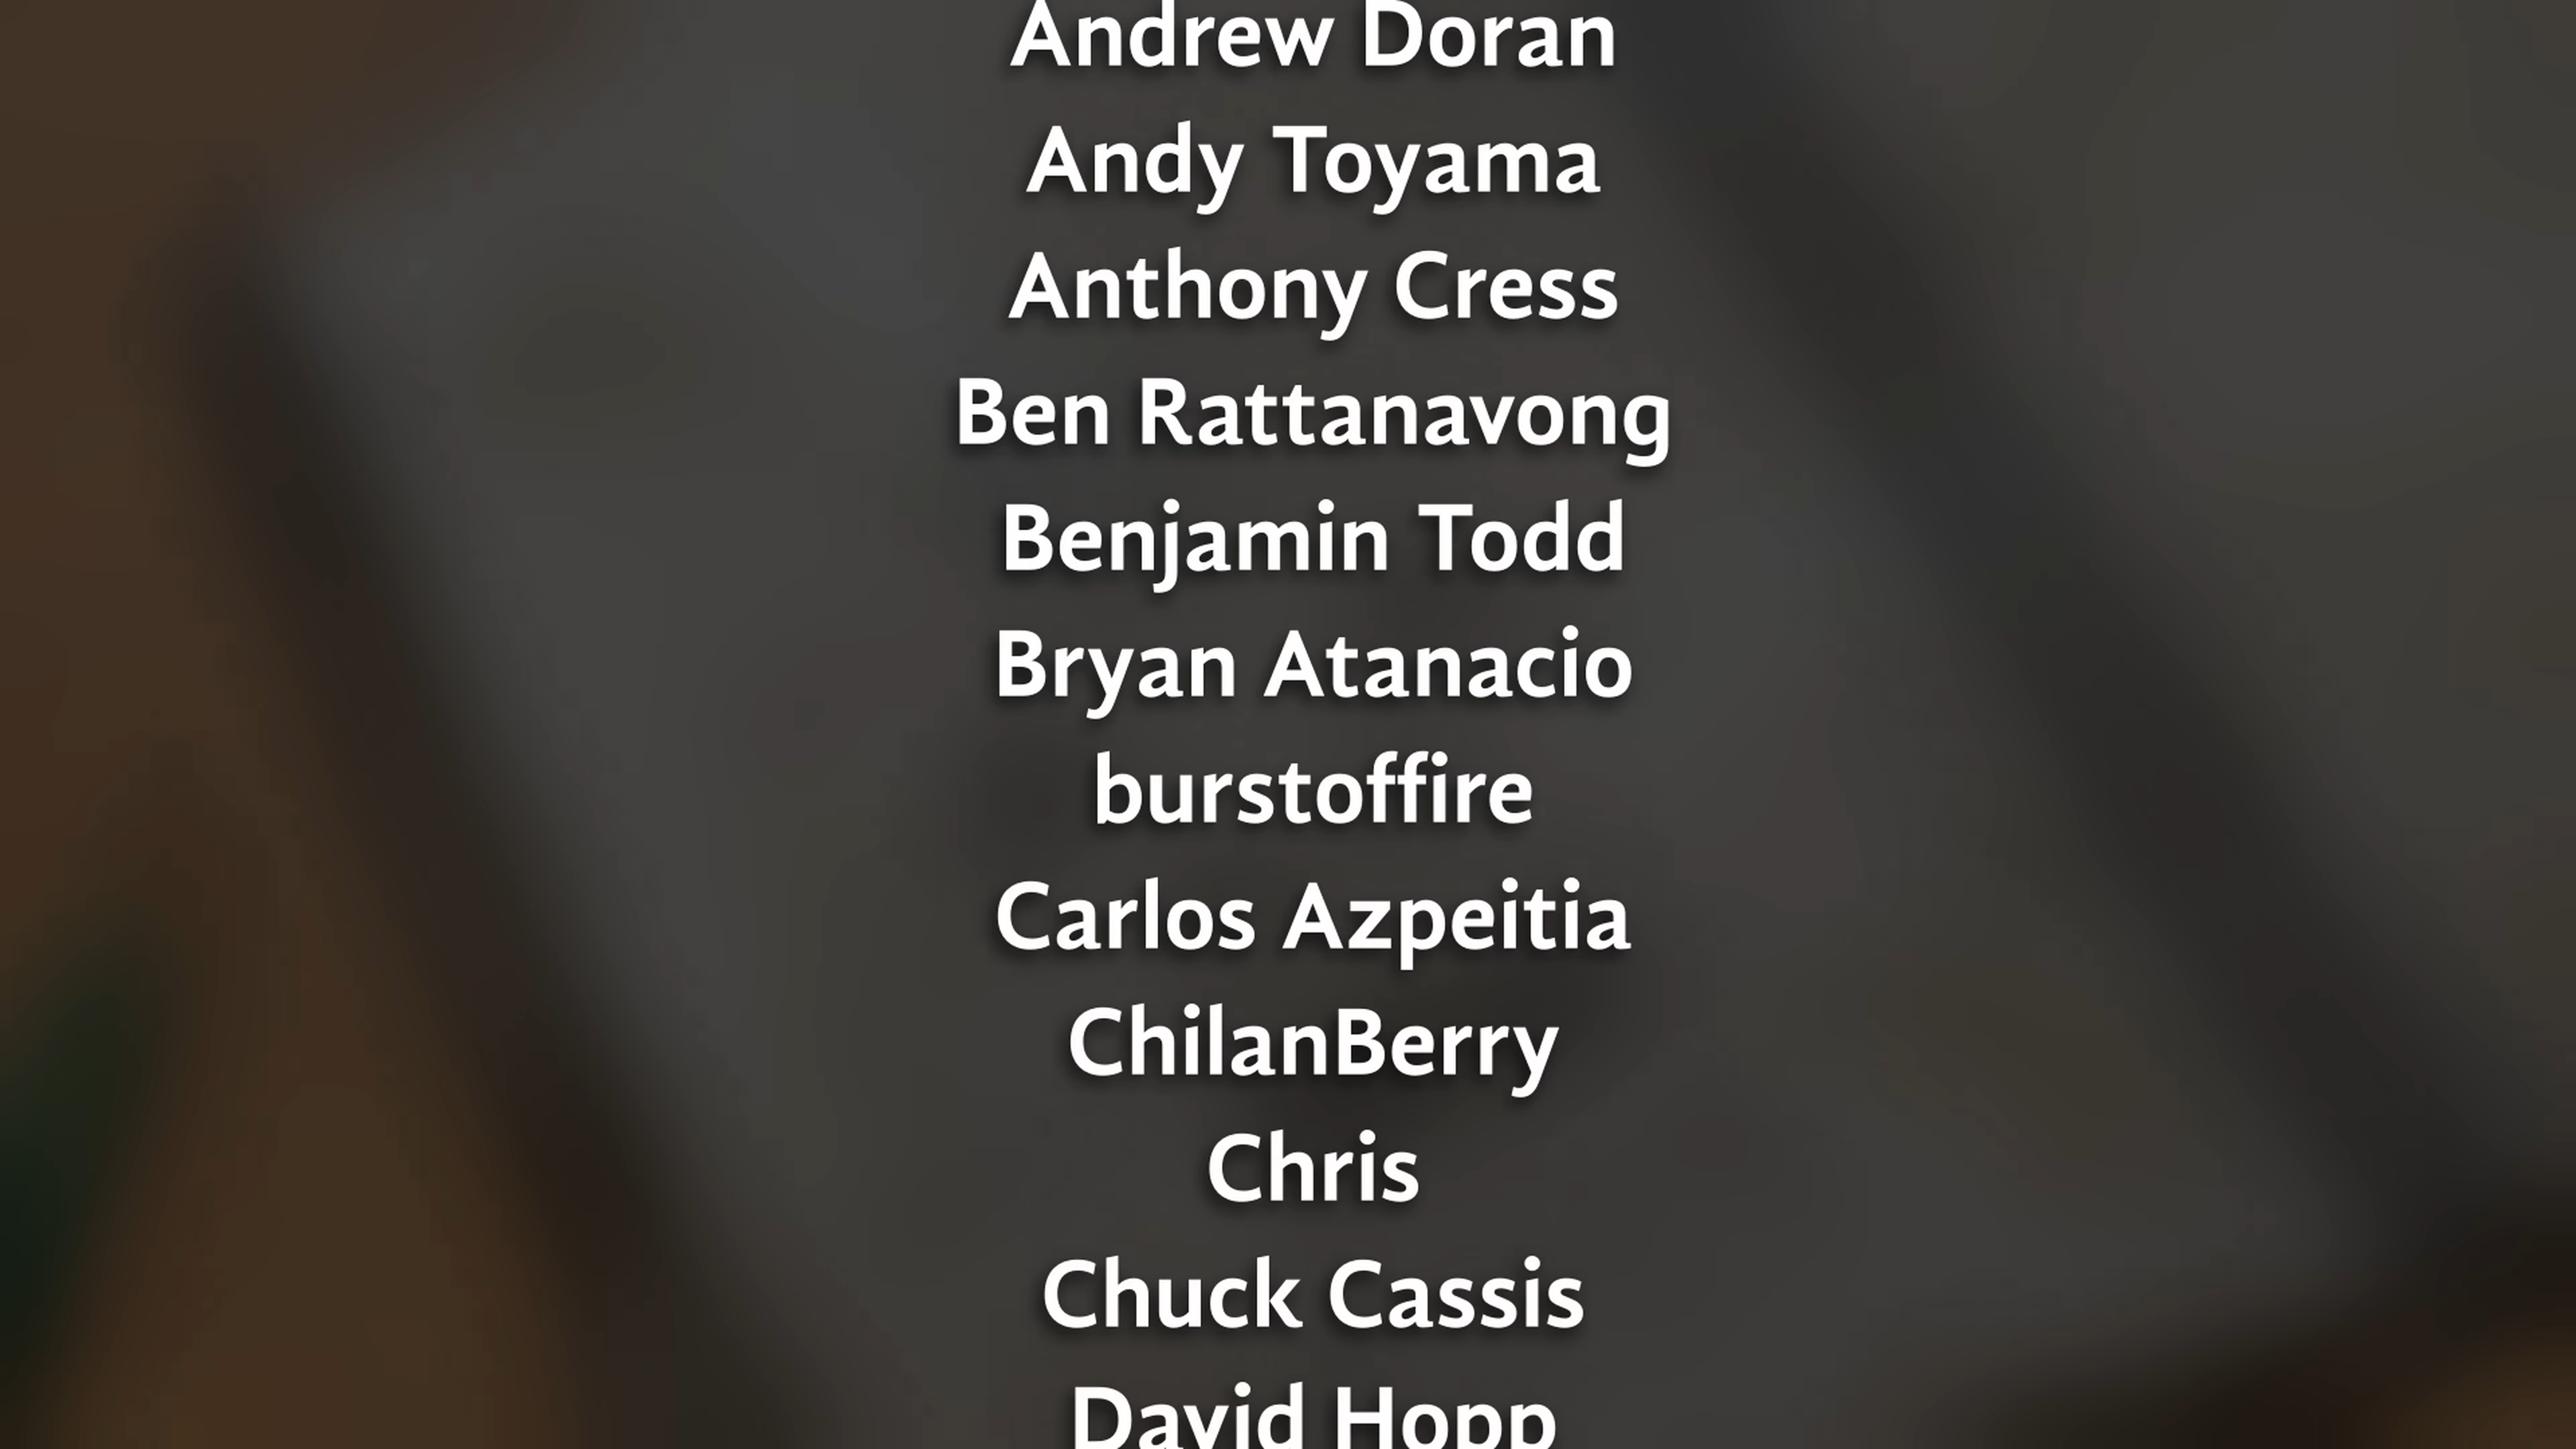 Andrew Doran
Andy Toyama
Anthony Cress
Ben Rattanavong
Benjamin Todd
Bryan Atanacio
burstoffire
Carlos Azpeitia
ChilanBerry
Chris
Chuck Cassis
David Hopp